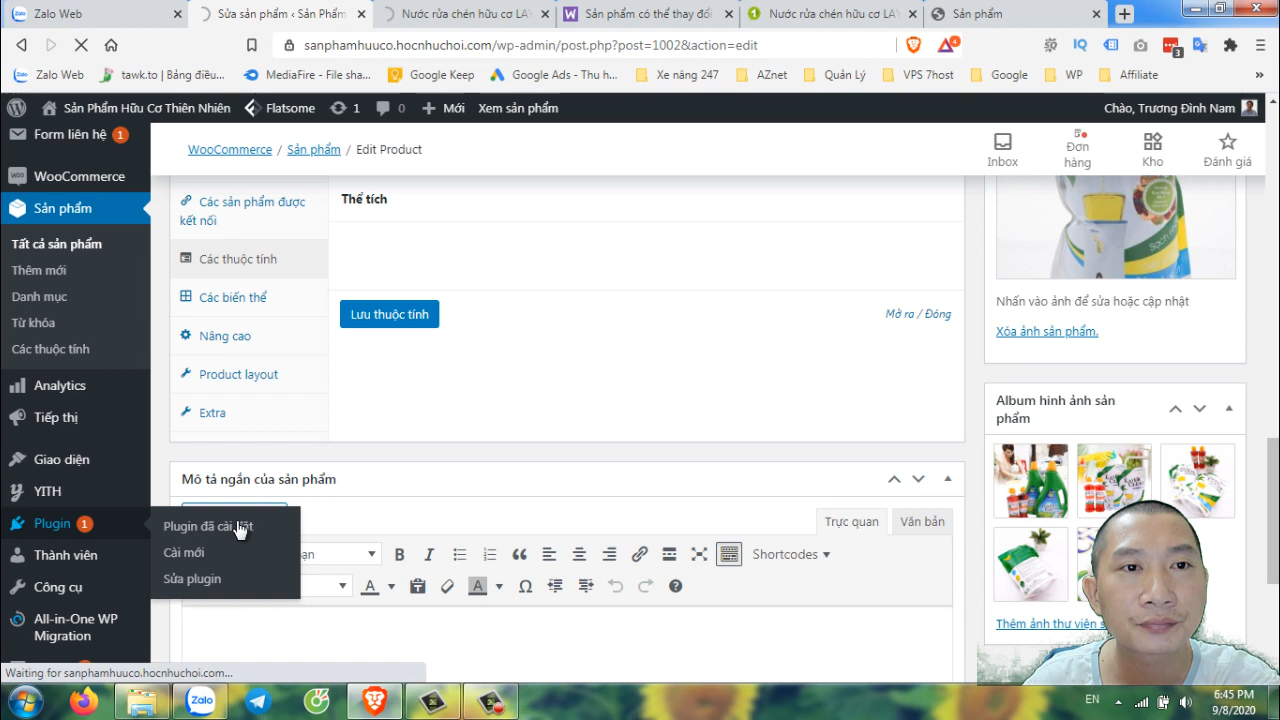 Zalo Web
Sửa sản phẩm ‹ Sản Phẩm
Nước rửa chén hữu cơ LAY
Sản phẩm có thể thay đổi
Nước rửa chén hữu cơ LAY
Sản phẩm
sanphamhuuco.hocnhuchoi.com/wp-admin/post.php?post=1002&action=edit
4
3
Zalo Web
tawk.to | Bảng điều...
MediaFire - File sha...
Google Keep
Google Ads - Thu h...
Xe nâng 247
AZnet
Quản Lý
VPS 7host
Google
WP
Affiliate
»
Sản Phẩm Hữu Cơ Thiên Nhiên
Flatsome
1
0
Mới
Xem sản phẩm
Chào, Trương Đình Nam
Form liên hệ 1
WooCommerce
Sản phẩm
Tất cả sản phẩm
Thêm mới
Danh mục
Từ khóa
Các thuộc tính
Analytics
Tiếp thị
Giao diện
YITH
Plugin 1
Thành viên
Công cụ
All-in-One WP
Migration
Plugin đã cài đặt
Cài mới
Sửa plugin
WooCommerce / Sản phẩm / Edit Product
Inbox
Đơn
hàng
Kho
Đánh giá
Các sản phẩm được
kết nối
Các thuộc tính
Các biến thể
Nâng cao
Product layout
Extra
Thể tích
Lưu thuộc tính
Mở ra / Đóng
Mô tả ngắn của sản phẩm
Trực quan
Văn bản
B I
Shortcodes
A
A
Ω
Nhấn vào ảnh để sửa hoặc cập nhật
Xóa ảnh sản phẩm.
Album hình ảnh sản
phẩm
Thêm ảnh thư viện
Waiting for sanphamhuuco.hocnhuchoi.com...
Zalo
EN
6:45 PM
9/8/2020